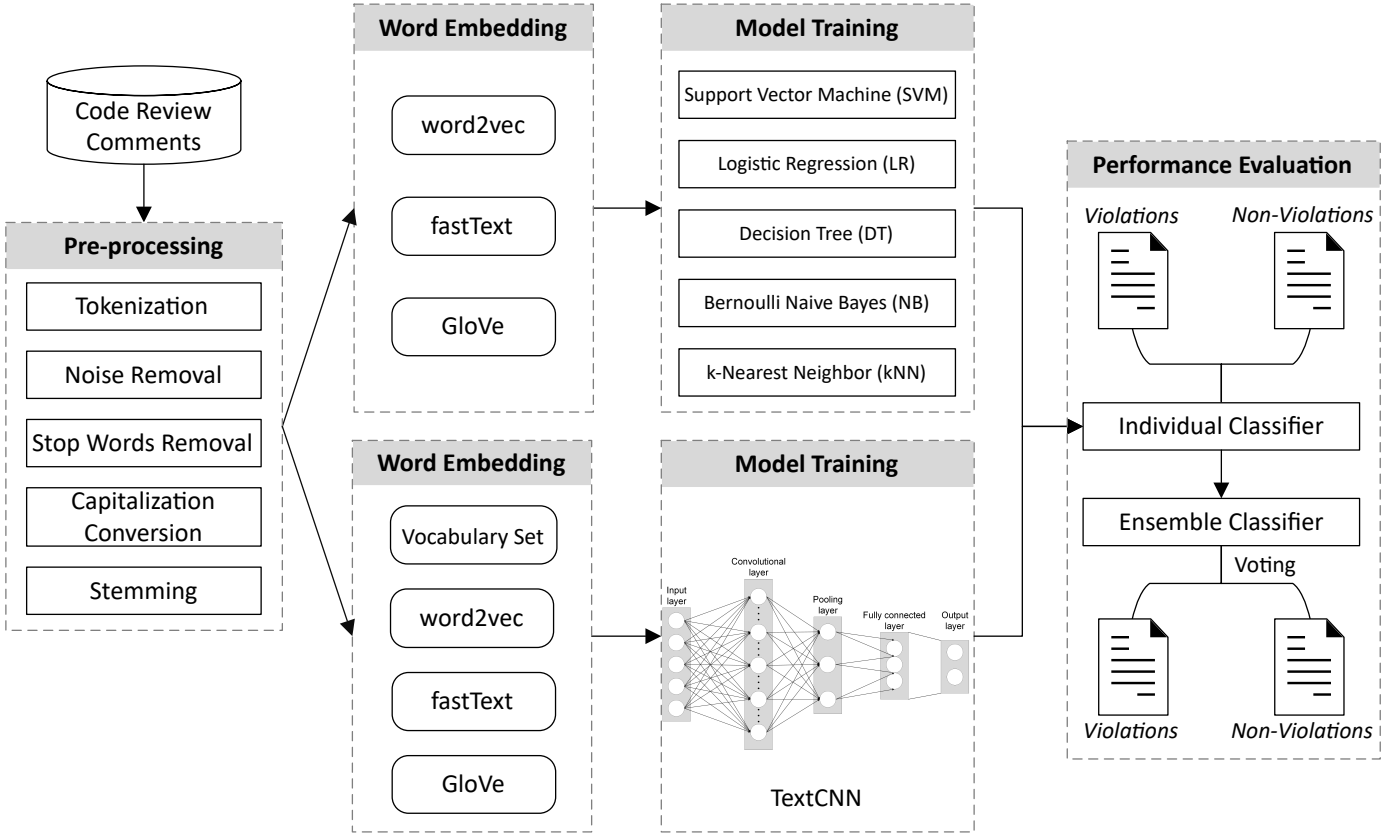 Code Review
Comments
Pre-processing
Tokenization
Noise Removal
Stop Words Removal
Capitalization
Conversion
Stemming
Word Embedding
word2vec
fastText
GloVe
Model Training
Support Vector Machine (SVM)
Logistic Regression (LR)
Decision Tree (DT)
Bernoulli Naive Bayes (NB)
k-Nearest Neighbor (kNN)
Word Embedding
Vocabulary Set
word2vec
fastText
GloVe
Model Training
Input
layer
Convolutional
layer
Pooling
layer
Fully connected
layer
Output
layer
TextCNN
Performance Evaluation
Violations
Non-Violations
Individual Classifier
Ensemble Classifier
Voting
Violations
Non-Violations